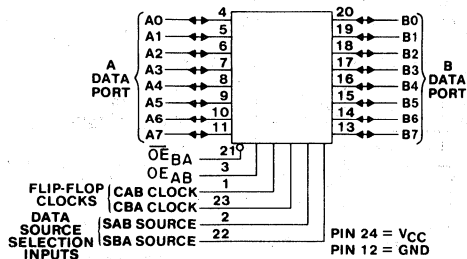 A0 4 20 B0
A1 5 19 B1
A2 6 18 B2
A3 7 17 B3
A4 8 16 B4
A5 9 15 B5
A6 10 14 B6
A7 11 13 B7
A
DATA
PORT
B
DATA
PORT
OE BA 21
OE AB 3
FLIP-FLOP
CLOCKS
CAB CLOCK 1
CBA CLOCK 23
DATA
SOURCE
SELECTION
INPUTS
SAB SOURCE 2
SBA SOURCE 22
PIN 24 = VCC
PIN 12 = GND